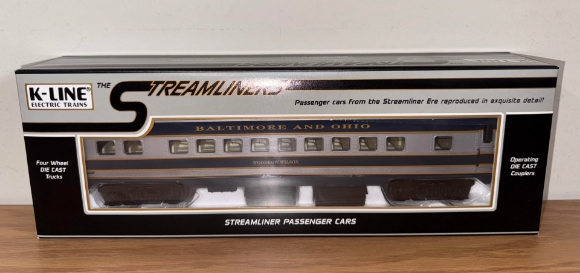 K-LINE
ELECTRIC TRAINS
THE STREAMLINERS
Passenger cars from the Streamliner Era reproduced in exquisite detail!
BALTIMORE AND OHIO
Four Wheel
DIE CAST
Trucks
Operating
DIE CAST
Couplers
STREAMLINER PASSENGER CARS